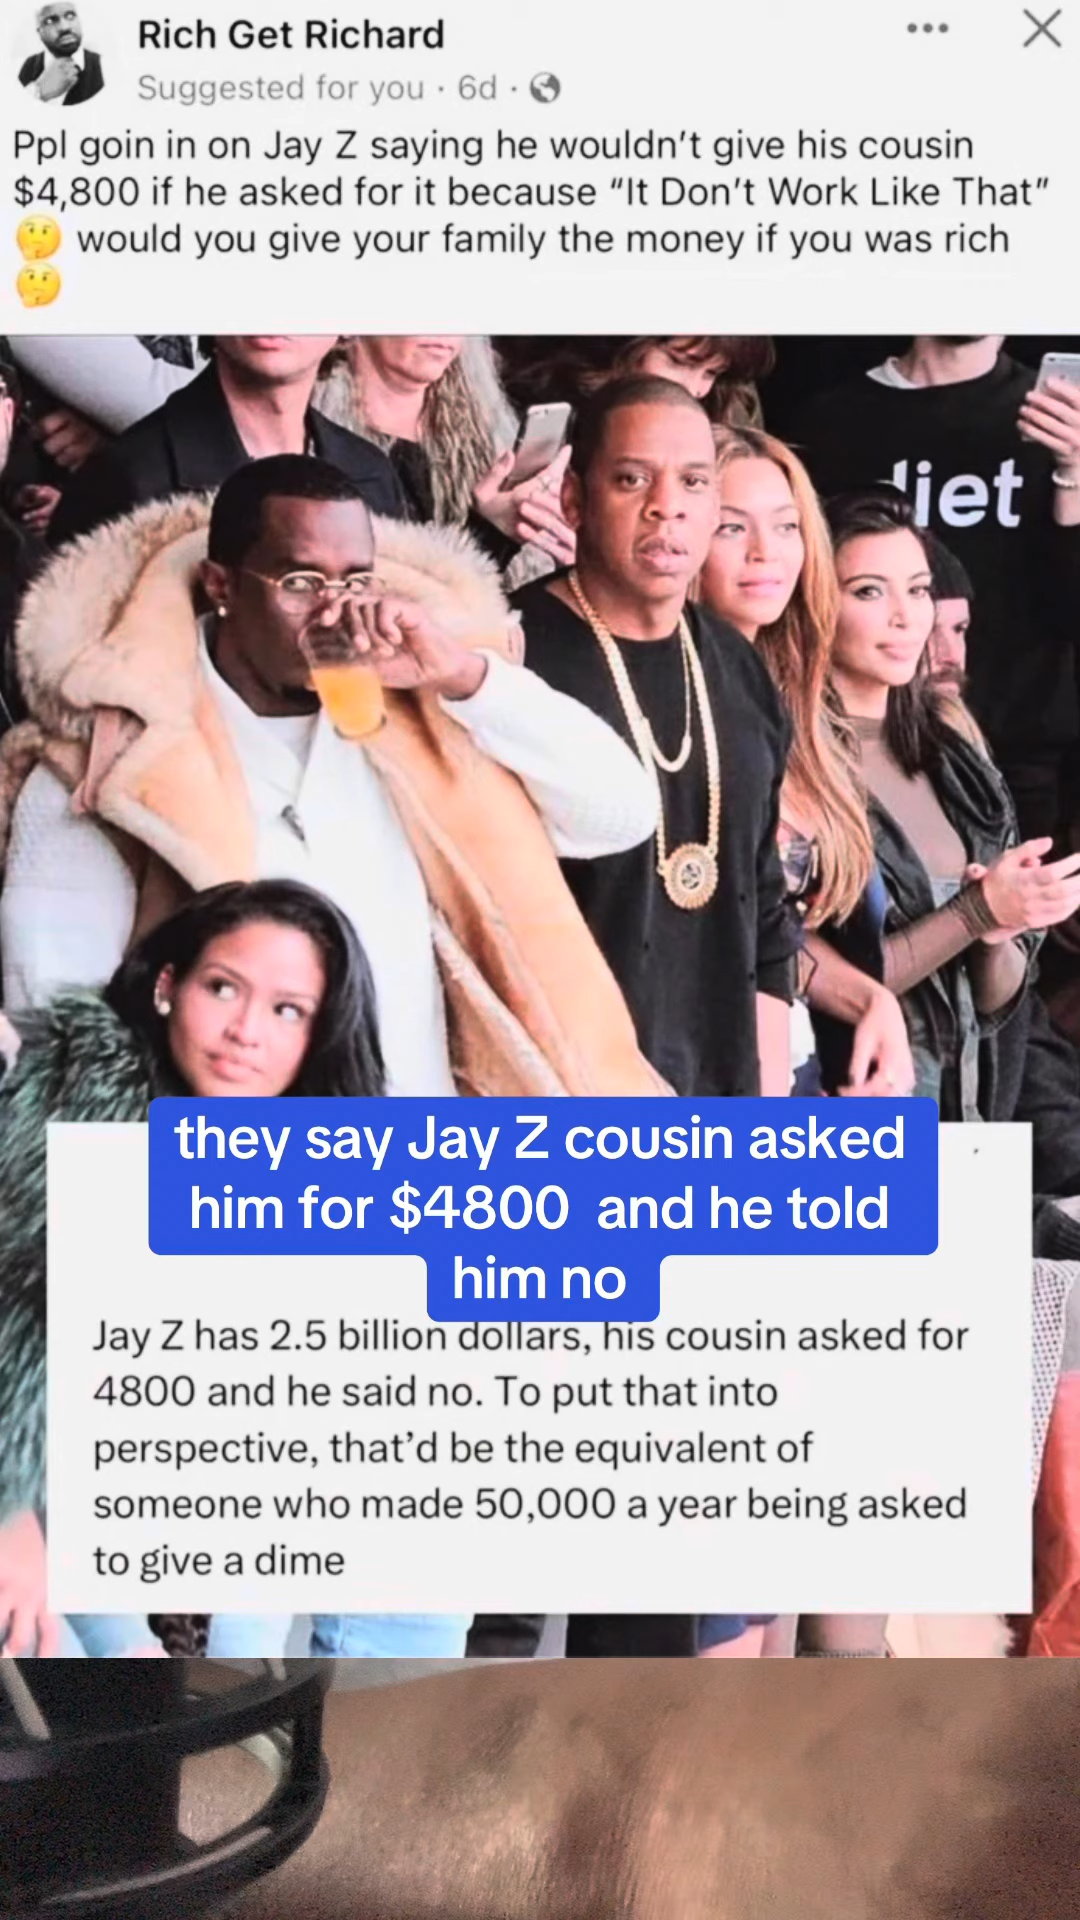 Rich Get Richard
Suggested for you · 6d ·
Ppl goin in on Jay Z saying he wouldn't give his cousin
$4,800 if he asked for it because "It Don't Work Like That"
🤔 would you give your family the money if you was rich
🤔
liet
they say Jay Z cousin asked
him for $4800 and he told
him no
Jay Z has 2.5 billion dollars, his cousin asked for
4800 and he said no. To put that into
perspective, that'd be the equivalent of
someone who made 50,000 a year being asked
to give a dime